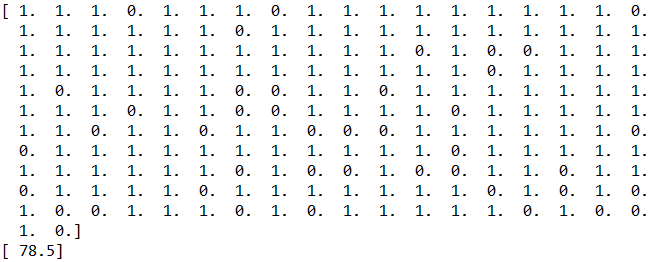 [ 1. 1. 1. 0. 1. 1. 1. 0. 1. 1. 1. 1. 1. 1. 1. 1. 1. 0.
1. 1. 1. 1. 1. 1. 0. 1. 1. 1. 1. 1. 1. 1. 1. 1. 1. 1.
1. 1. 1. 1. 1. 1. 1. 1. 1. 1. 1. 0. 1. 0. 0. 1. 1. 1.
1. 1. 1. 1. 1. 1. 1. 1. 1. 1. 1. 1. 1. 0. 1. 1. 1. 1.
1. 0. 1. 1. 1. 1. 0. 0. 1. 1. 0. 1. 1. 1. 1. 1. 1. 1.
1. 1. 1. 0. 1. 1. 0. 0. 1. 1. 1. 1. 0. 1. 1. 1. 1. 1.
1. 1. 0. 1. 1. 0. 1. 1. 0. 0. 0. 1. 1. 1. 1. 1. 1. 0.
0. 1. 1. 1. 1. 1. 1. 1. 1. 1. 1. 1. 0. 1. 1. 1. 1. 1.
1. 1. 1. 1. 1. 1. 0. 1. 0. 0. 1. 0. 0. 1. 1. 0. 1. 1.
0. 1. 1. 1. 1. 0. 1. 1. 1. 1. 1. 1. 1. 0. 1. 0. 1. 0.
1. 0. 0. 1. 1. 1. 0. 1. 0. 1. 1. 1. 1. 1. 0. 1. 0. 0.
1. 0.]
[ 78.5]